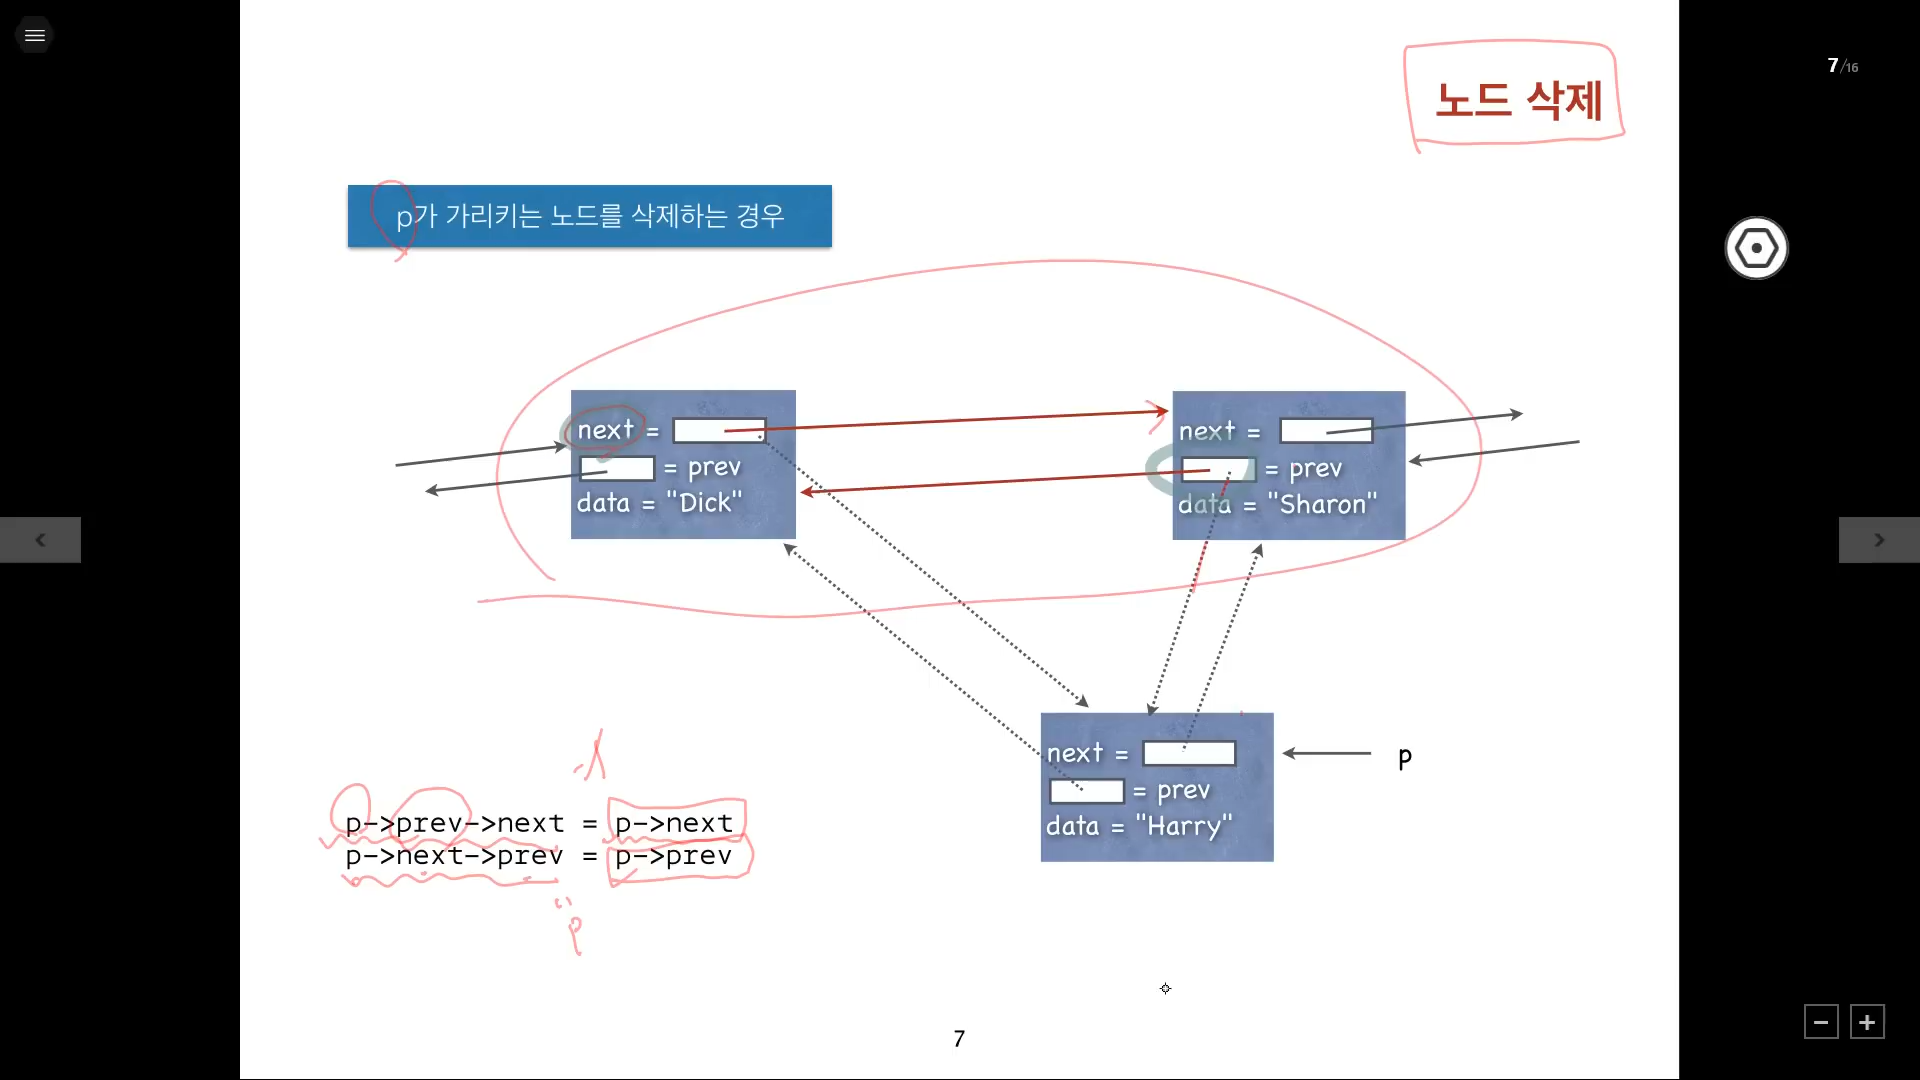 7/16
노드 삭제
p가 가리키는 노드를 삭제하는 경우
next =
= prev
data = "Dick"
next =
= prev
data = "Sharon"
next =
= prev
data = "Harry"
p
p->prev->next = p->next
p->next->prev = p->prev
p
7